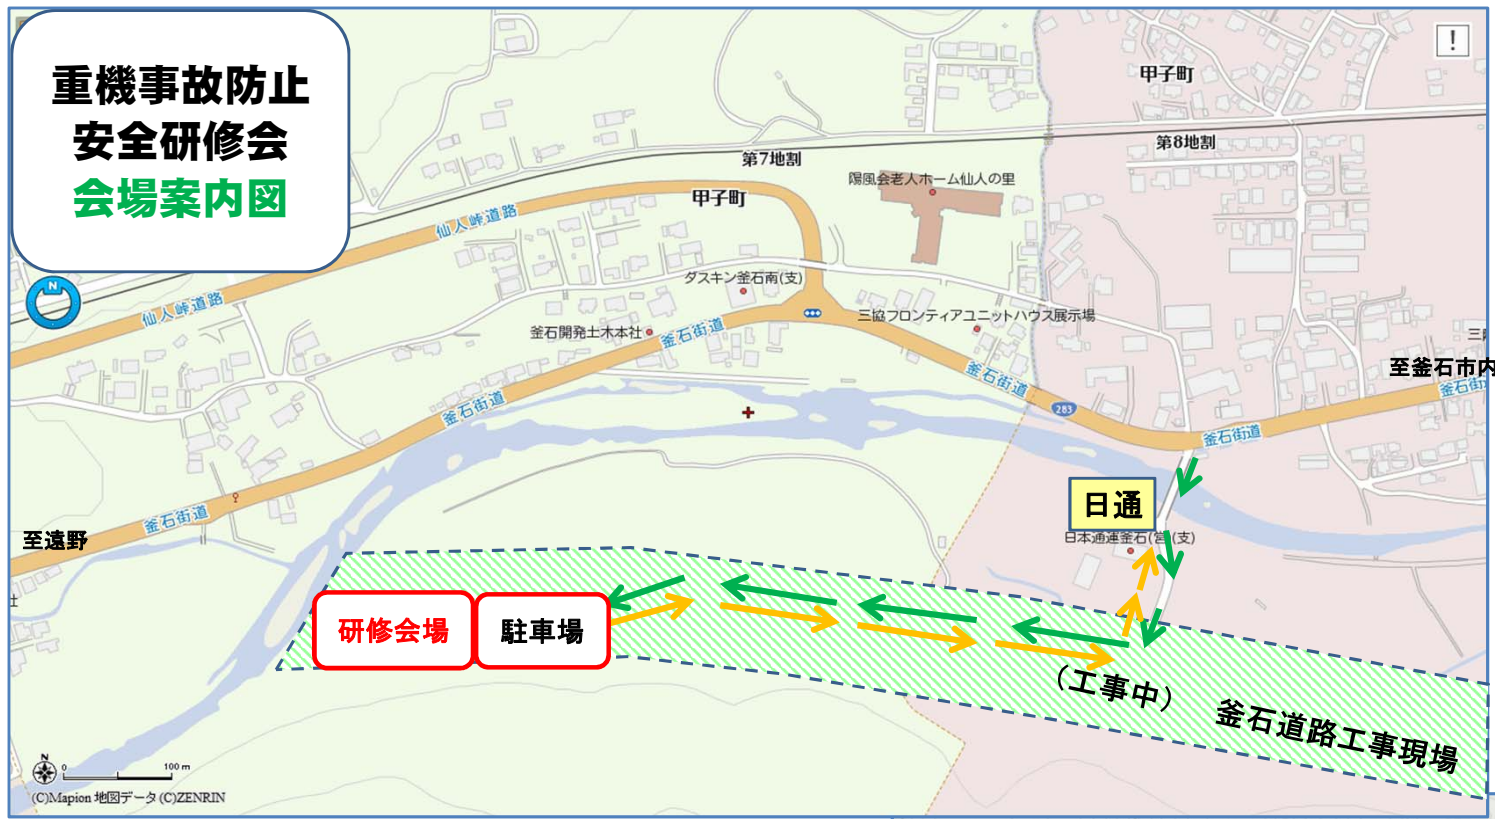 重機事故防止
安全研修会
会場案内図
!
甲子町
第8地割
第7地割
陽風会老人ホーム仙人の里
甲子町
仙人峠道路
ダスキン釜石南(支)
仙人峠道路
N
釜石開発土木本社
釜石街道
三協フロンティアユニットハウス展示場
至釜石市内
釜石街道
釜石街道
283
釜石街道
釜石街道
日通
至遠野
日本通運釜石(営)(支)
研修会場
駐車場
(工事中)
釜石道路工事現場
N
0
100 m
(C)Mapion 地図データ (C)ZENRIN